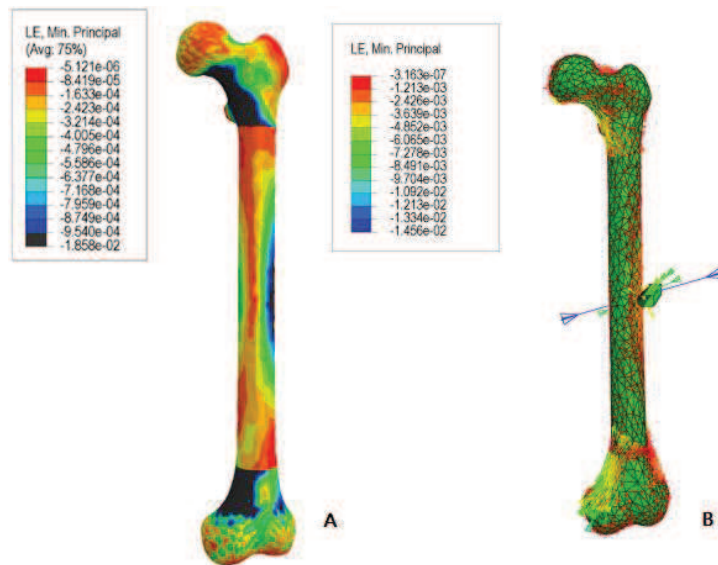 LE, Min. Principal
(Avg: 75%)
-5.121e-06
-8.419e-05
-1.633e-04
-2.423e-04
-3.214e-04
-4.005e-04
-4.796e-04
-5.586e-04
-6.377e-04
-7.168e-04
-7.959e-04
-8.749e-04
-9.540e-04
-1.858e-02
LE, Min. Principal
-3.163e-07
-1.213e-03
-2.426e-03
-3.639e-03
-4.852e-03
-6.065e-03
-7.278e-03
-8.491e-03
-9.704e-03
-1.092e-02
-1.213e-02
-1.334e-02
-1.456e-02
A
B